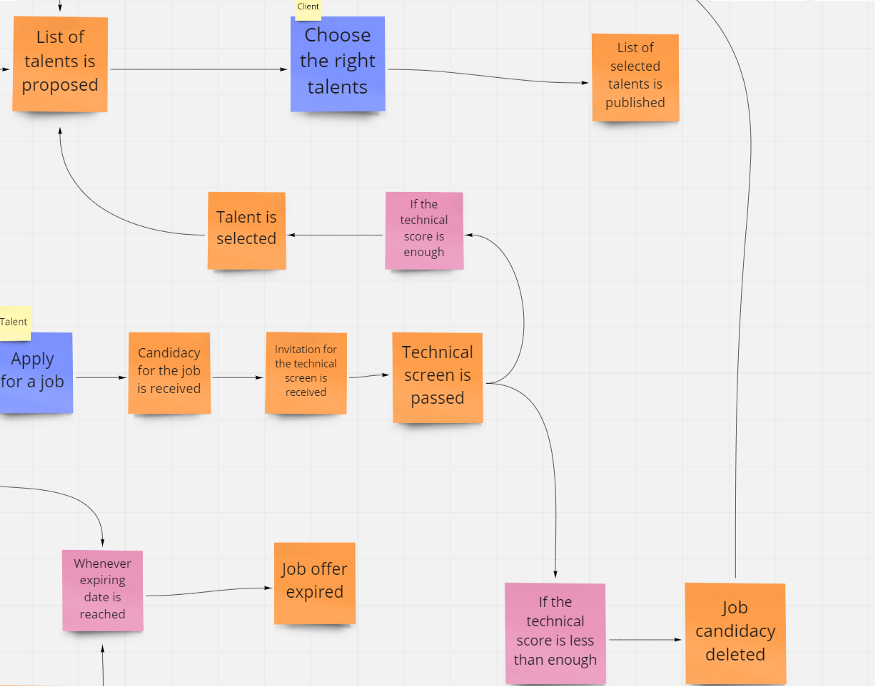 Client
List of
talents is
proposed
Choose
the right
talents
List of
selected
talents is
published
Talent is
selected
If the
technical
score is
enough
Talent
Apply
for a job
Candidacy
for the job
is received
Invitation for
the technical
screen is
received
Technical
screen is
passed
Whenever
expiring
date is
reached
Job offer
expired
If the
technical
score is less
than enough
Job
candidacy
deleted